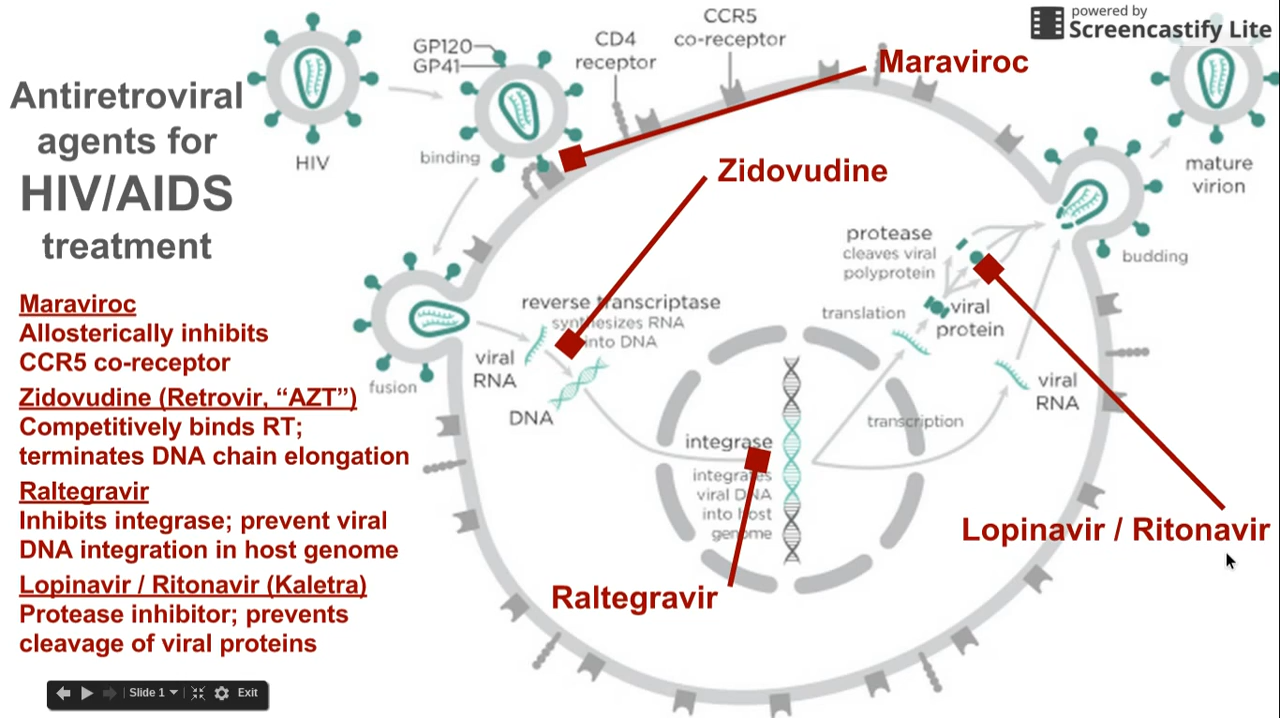 powered by
Screencastify Lite
Antiretroviral
agents for
HIV/AIDS
treatment
Maraviroc
Allosterically inhibits
CCR5 co-receptor
Zidovudine (Retrovir, “AZT”)
Competitively binds RT;
terminates DNA chain elongation
Raltegravir
Inhibits integrase; prevent viral
DNA integration in host genome
Lopinavir / Ritonavir (Kaletra)
Protease inhibitor; prevents
cleavage of viral proteins
HIV
GP120
GP41
binding
CD4
receptor
CCR5
co-receptor
Maraviroc
Zidovudine
fusion
reverse transcriptase
synthesizes RNA
into DNA
viral
RNA
DNA
integrase
integrates
viral DNA
into host
genome
Raltegravir
transcription
translation
viral
protein
protease
cleaves viral
polyprotein
viral
RNA
Lopinavir / Ritonavir
budding
mature
virion
Slide 1
Exit